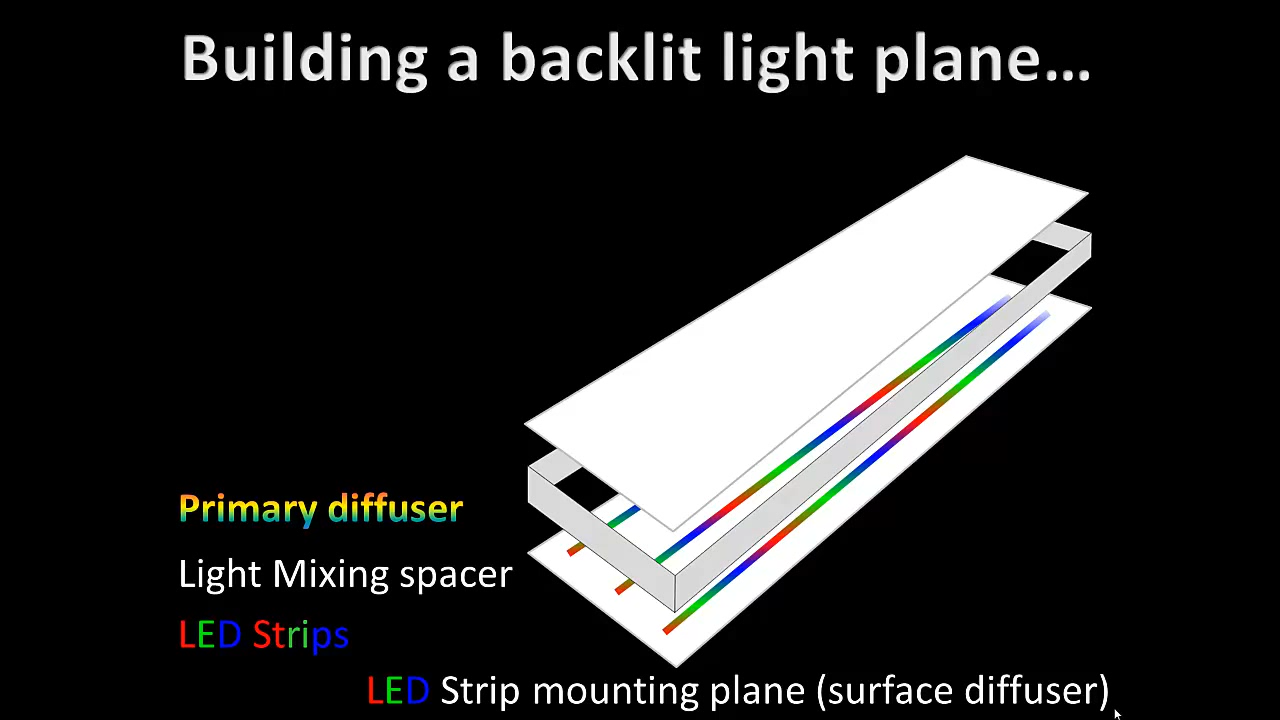 Building a backlit light plane...
Primary diffuser
Light Mixing spacer
LED Strips
LED Strip mounting plane (surface diffuser)